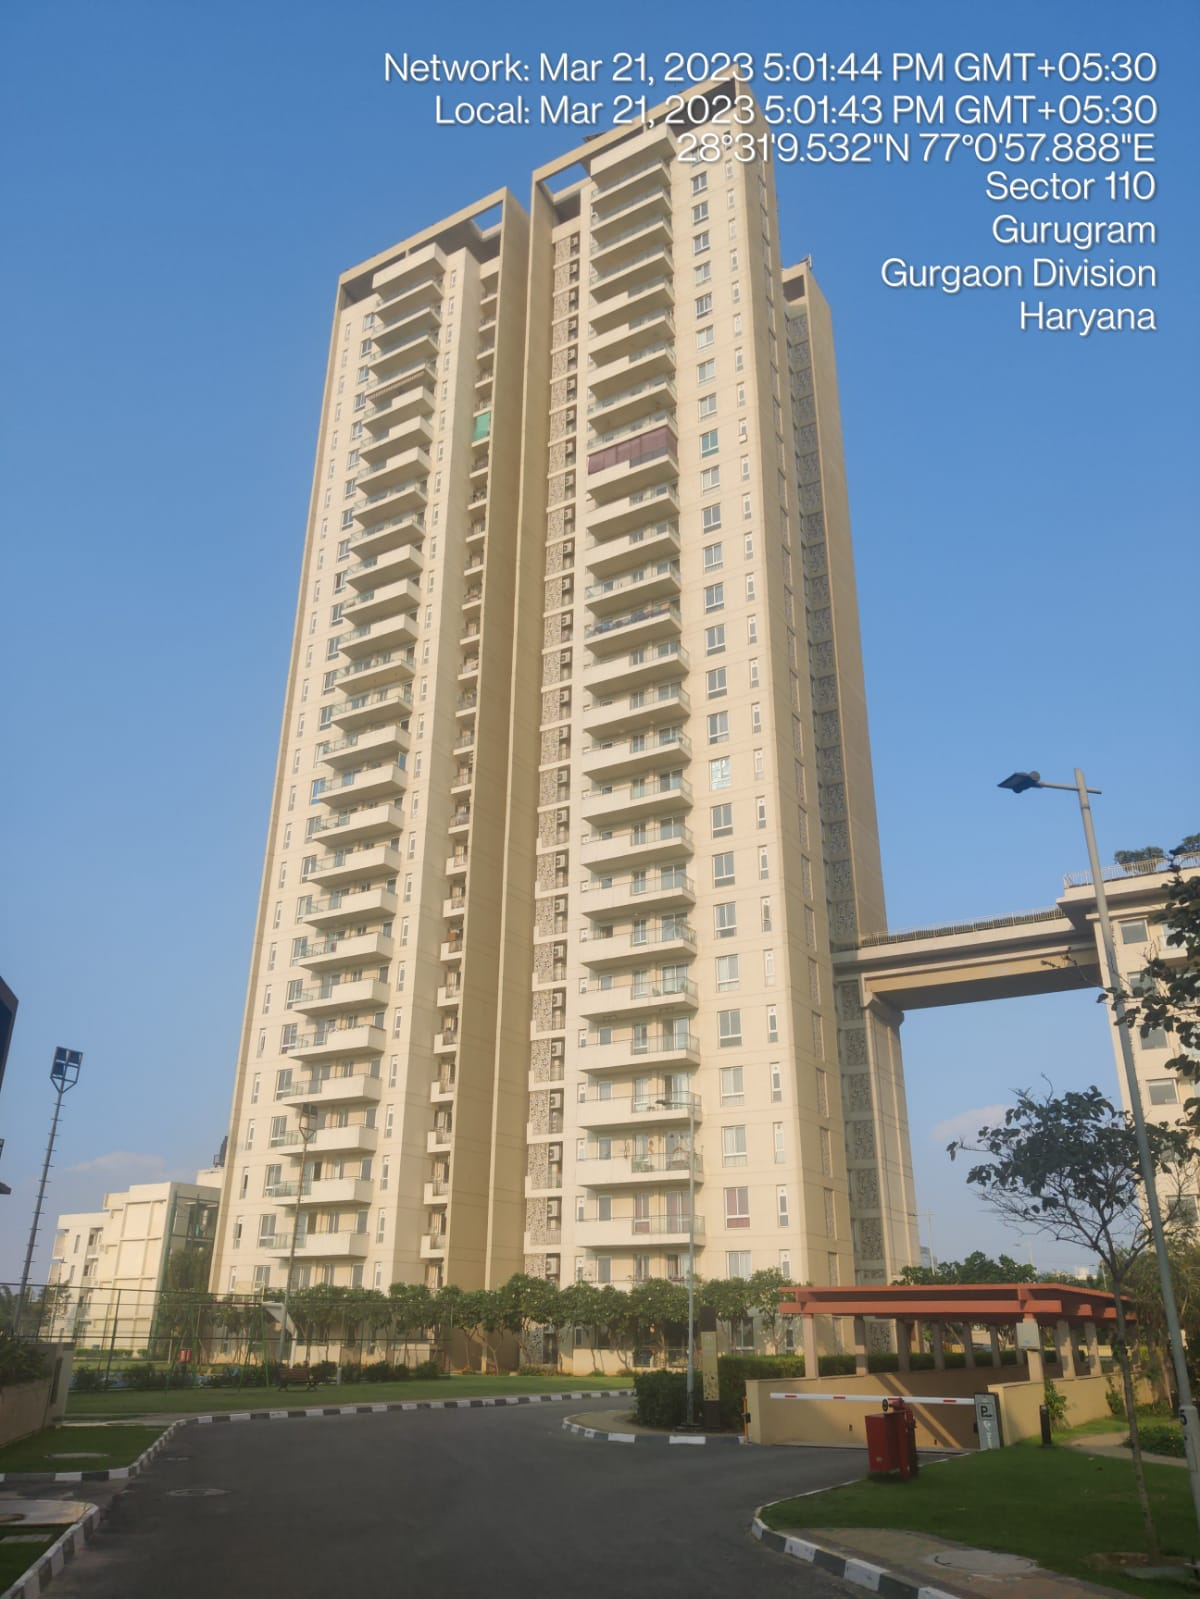 Network: Mar 21, 2023 5:01:44 PM GMT+05:30
Local: Mar 21, 2023 5:01:43 PM GMT+05:30
28°31'9.532"N 77°0'57.888"E
Sector 110
Gurugram
Gurgaon Division
Haryana
P
5